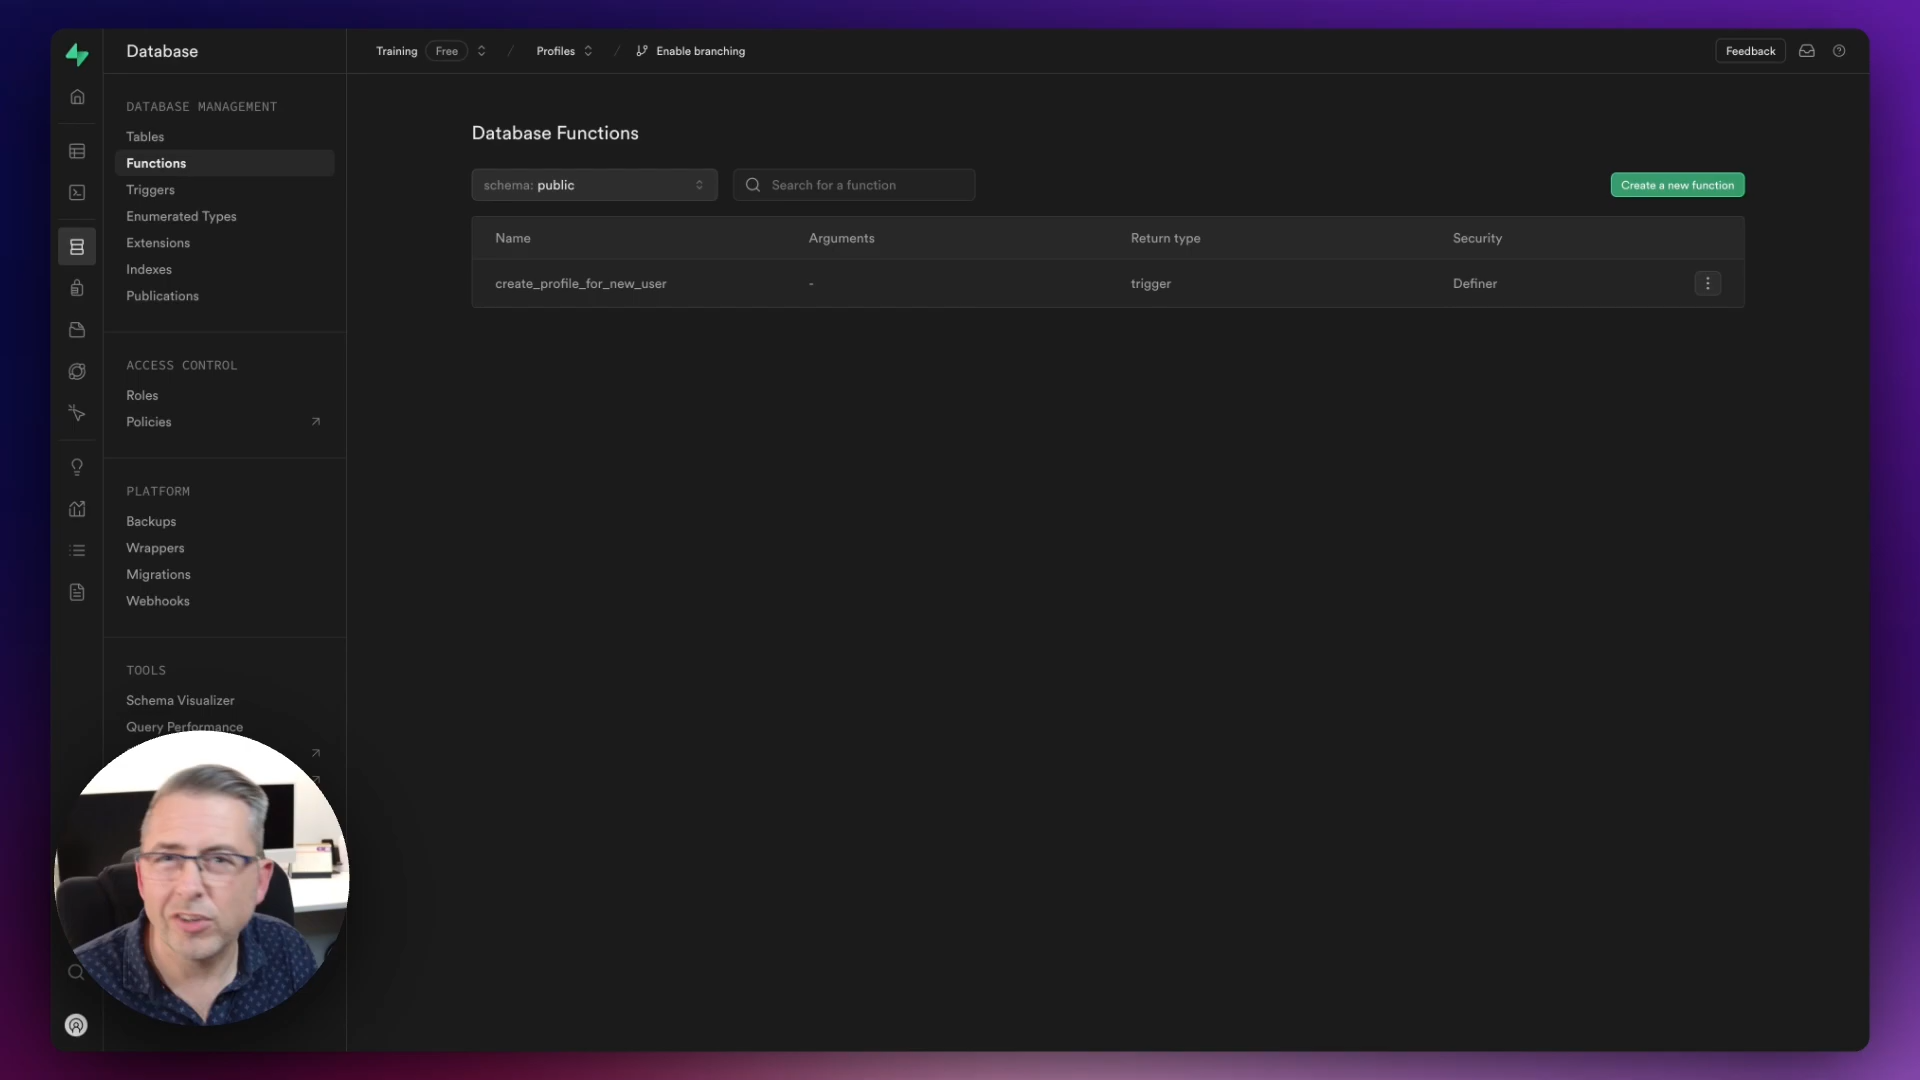 Database
Training Free / Profiles / Enable branching
Feedback
DATABASE MANAGEMENT
Tables
Functions
Triggers
Enumerated Types
Extensions
Indexes
Publications
ACCESS CONTROL
Roles
Policies
PLATFORM
Backups
Wrappers
Migrations
Webhooks
TOOLS
Schema Visualizer
Query Performance
Database Functions
schema: public
Search for a function
Create a new function
Name Arguments Return type Security
create_profile_for_new_user - trigger Definer